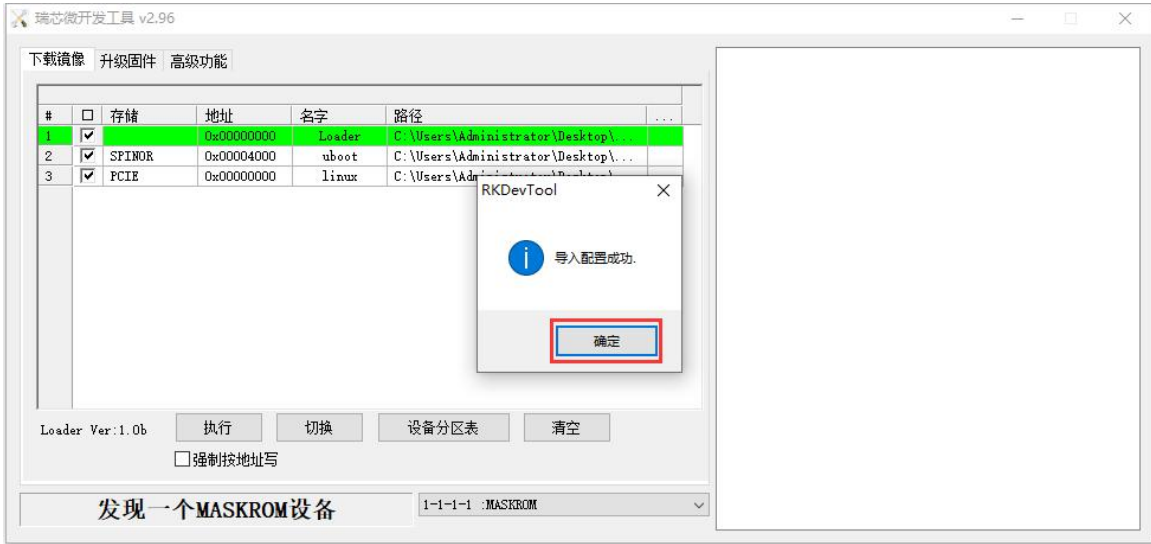 瑞芯微开发工具 v2.96
下载镜像 升级固件 高级功能
# 存储 地址 名字 路径 ...
1 0x00000000 Loader C:\Users\Administrator\Desktop\...
2 SPINOR 0x00004000 uboot C:\Users\Administrator\Desktop\...
3 PCIE 0x00000000 linux C:\Users\Administrator\Desktop\...
RKDevTool
导入配置成功.
确定
Loader Ver:1.0b 执行 切换 设备分区表 清空
强制按地址写
发现一个MASKROM设备 1-1-1-1 :MASKROM